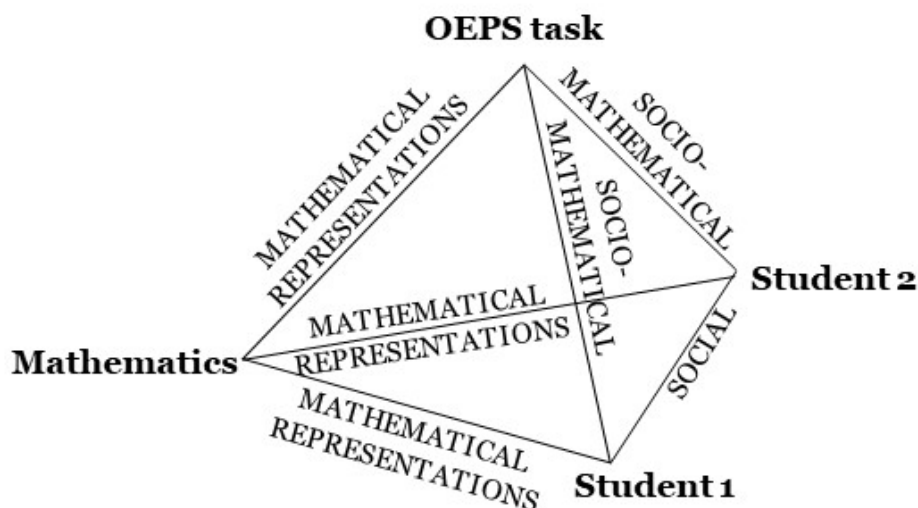 OEPS task
MATHEMATICAL
REPRESENTATIONS
SOCIO-
MATHEMATICAL
SOCIO-
MATHEMATICAL
Student 2
MATHEMATICAL
REPRESENTATIONS
Mathematics
SOCIAL
MATHEMATICAL
REPRESENTATIONS
Student 1